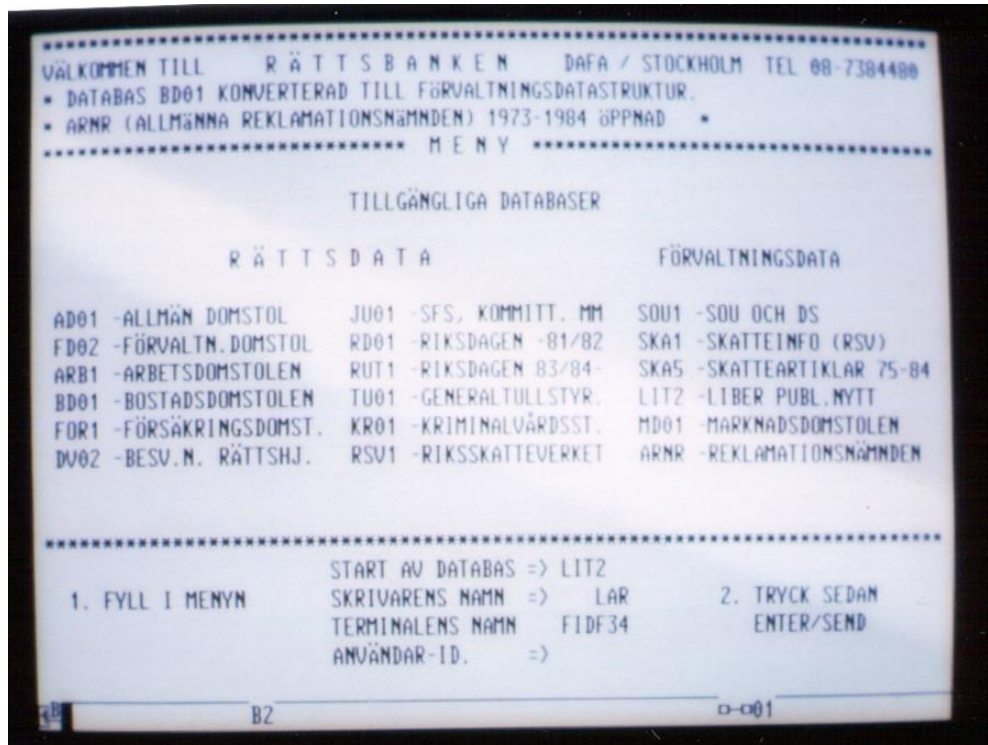 VÄLKOMMEN TILL R Ä T T S B A N K E N DAFA / STOCKHOLM TEL 08-7384480
* DATABAS BD01 KONVERTERAD TILL FöRVALTNINGSDATASTRUKTUR.
* ARNR (ALLMäNNA REKLAMATIONSNäMNDEN) 1973-1984 öPPNAD *
M E N Y
TILLGÄNGLIGA DATABASER
R Ä T T S D A T A FÖRVALTNINGSDATA
AD01 -ALLMÄN DOMSTOL JU01 -SFS, KOMMITT. MM SOU1 -SOU OCH DS
FD02 -FÖRVALTN.DOMSTOL RD01 -RIKSDAGEN -81/82 SKA1 -SKATTEINFO (RSV)
ARB1 -ARBETSDOMSTOLEN RUT1 -RIKSDAGEN 83/84- SKA5 -SKATTEARTIKLAR 75-84
BD01 -BOSTADSDOMSTOLEN TU01 -GENERALTULLSTYR. LIT2 -LIBER PUBL.NYTT
FOR1 -FÖRSÄKRINGSDOMST. KR01 -KRIMINALVÅRDSST. MD01 -MARKNADSDOMSTOLEN
DV02 -BESV.N. RÄTTSHJ. RSV1 -RIKSSKATTEVERKET ARNR -REKLAMATIONSNÄMNDEN
START AV DATABAS => LIT2
1. FYLL I MENYN SKRIVARENS NAMN => LAR 2. TRYCK SEDAN
TERMINALENS NAMN FIDF34 ENTER/SEND
ANVÄNDAR-ID. =>
B B2 01